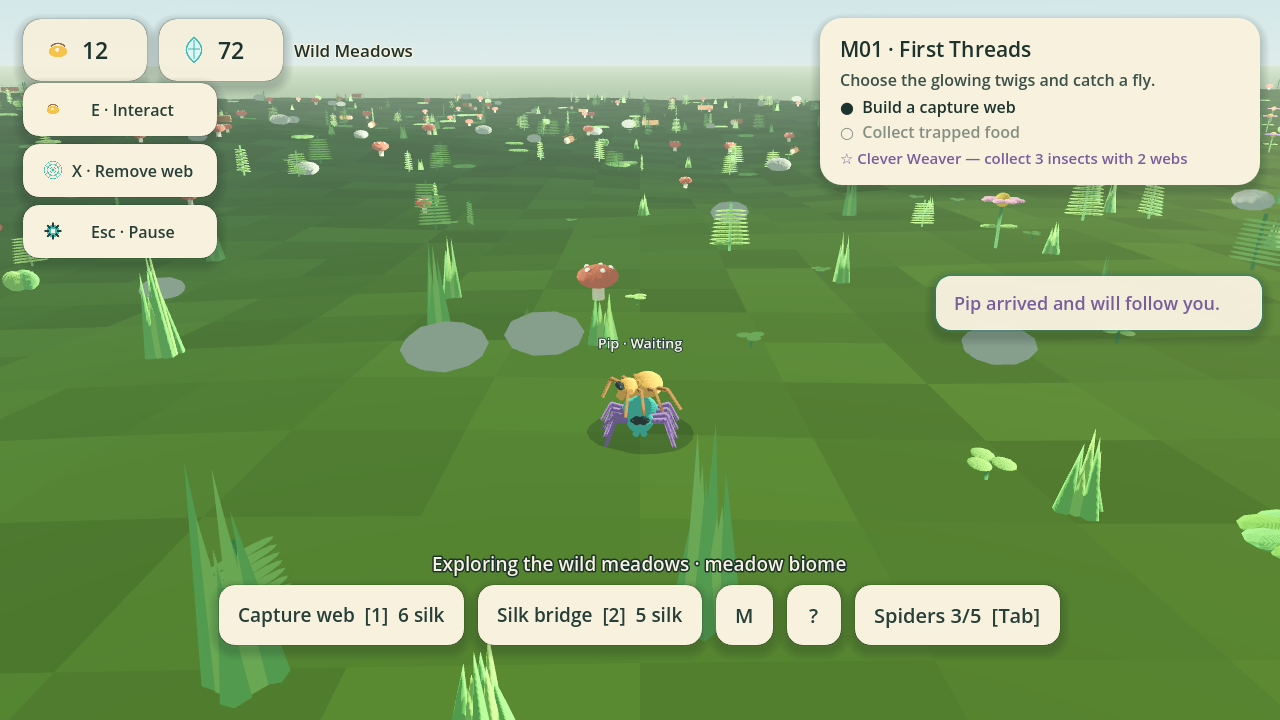 12
72
Wild Meadows
E · Interact
X · Remove web
Esc · Pause
M01 · First Threads
Choose the glowing twigs and catch a fly.
● Build a capture web
○ Collect trapped food
☆ Clever Weaver — collect 3 insects with 2 webs
Pip arrived and will follow you.
Pip · Waiting
Exploring the wild meadows · meadow biome
Capture web [1] 6 silk
Silk bridge [2] 5 silk
M
?
Spiders 3/5 [Tab]